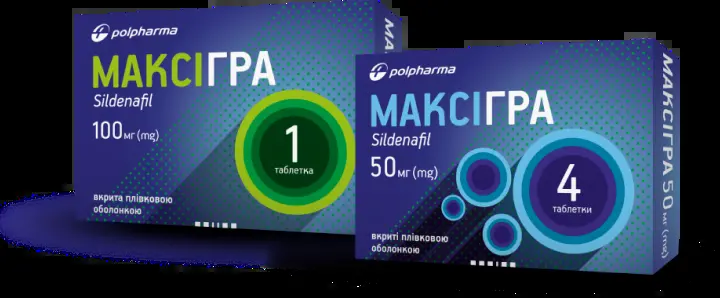 polpharma
МАКСІГРА
Sildenafil
100 мг (mg)
1
таблетка
вкрита плівковою
оболонкою
polpharma
МАКСІГРА
Sildenafil
50 мг (mg)
4
таблетки
вкриті плівковою
оболонкою
МАКСІГРА 50 мг (mg)